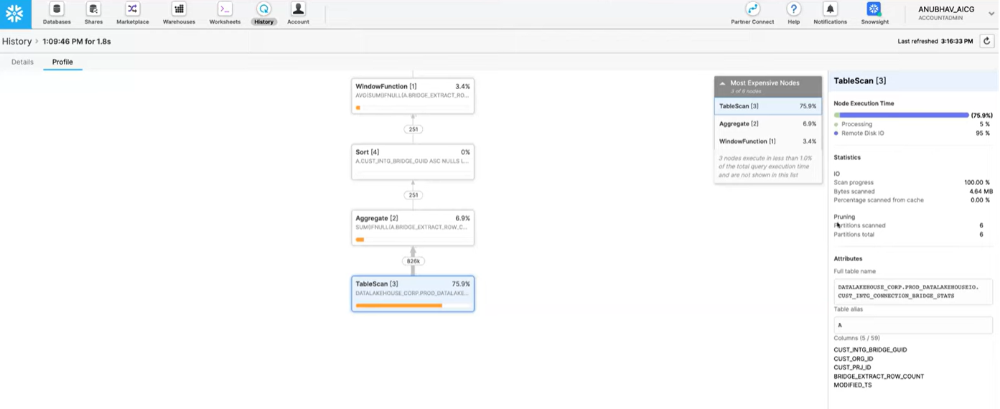 Databases Shares Marketplace Warehouses Worksheets History Account Partner Connect Help Notifications Snowsight ANUBHAV_AICG
ACCOUNTADMIN
History > 1:09:46 PM for 1.8s Last refreshed 3:16:33 PM
Details Profile
WindowFunction [1] 3.4%
AVG(SUM(IFNULL(A.BRIDGE_EXTRACT_RO...
251
Sort [4] 0%
A.CUST_INTG_BRIDGE_GUID ASC NULLS L...
251
Aggregate [2] 6.9%
SUM(IFNULL(A.BRIDGE_EXTRACT_ROW_C...
826k
TableScan [3] 75.9%
DATALAKEHOUSE_CORP.PROD_DATALAKE...
Most Expensive Nodes
3 of 6 nodes
TableScan [3] 75.9%
Aggregate [2] 6.9%
WindowFunction [1] 3.4%
3 nodes execute in less than 1.0%
of the total query execution time
and are not shown in this list
TableScan [3]
Node Execution Time
(75.9%)
Processing 5 %
Remote Disk IO 95 %
Statistics
IO
Scan progress 100.00 %
Bytes scanned 4.64 MB
Percentage scanned from cache 0.00 %
Pruning
Partitions scanned 6
Partitions total 6
Attributes
Full table name
DATALAKEHOUSE_CORP.PROD_DATALAKEHOUSEIO.
CUST_INTG_CONNECTION_BRIDGE_STATS
Table alias
A
Columns (5 / 59)
CUST_INTG_BRIDGE_GUID
CUST_ORG_ID
CUST_PRJ_ID
BRIDGE_EXTRACT_ROW_COUNT
MODIFIED_TS